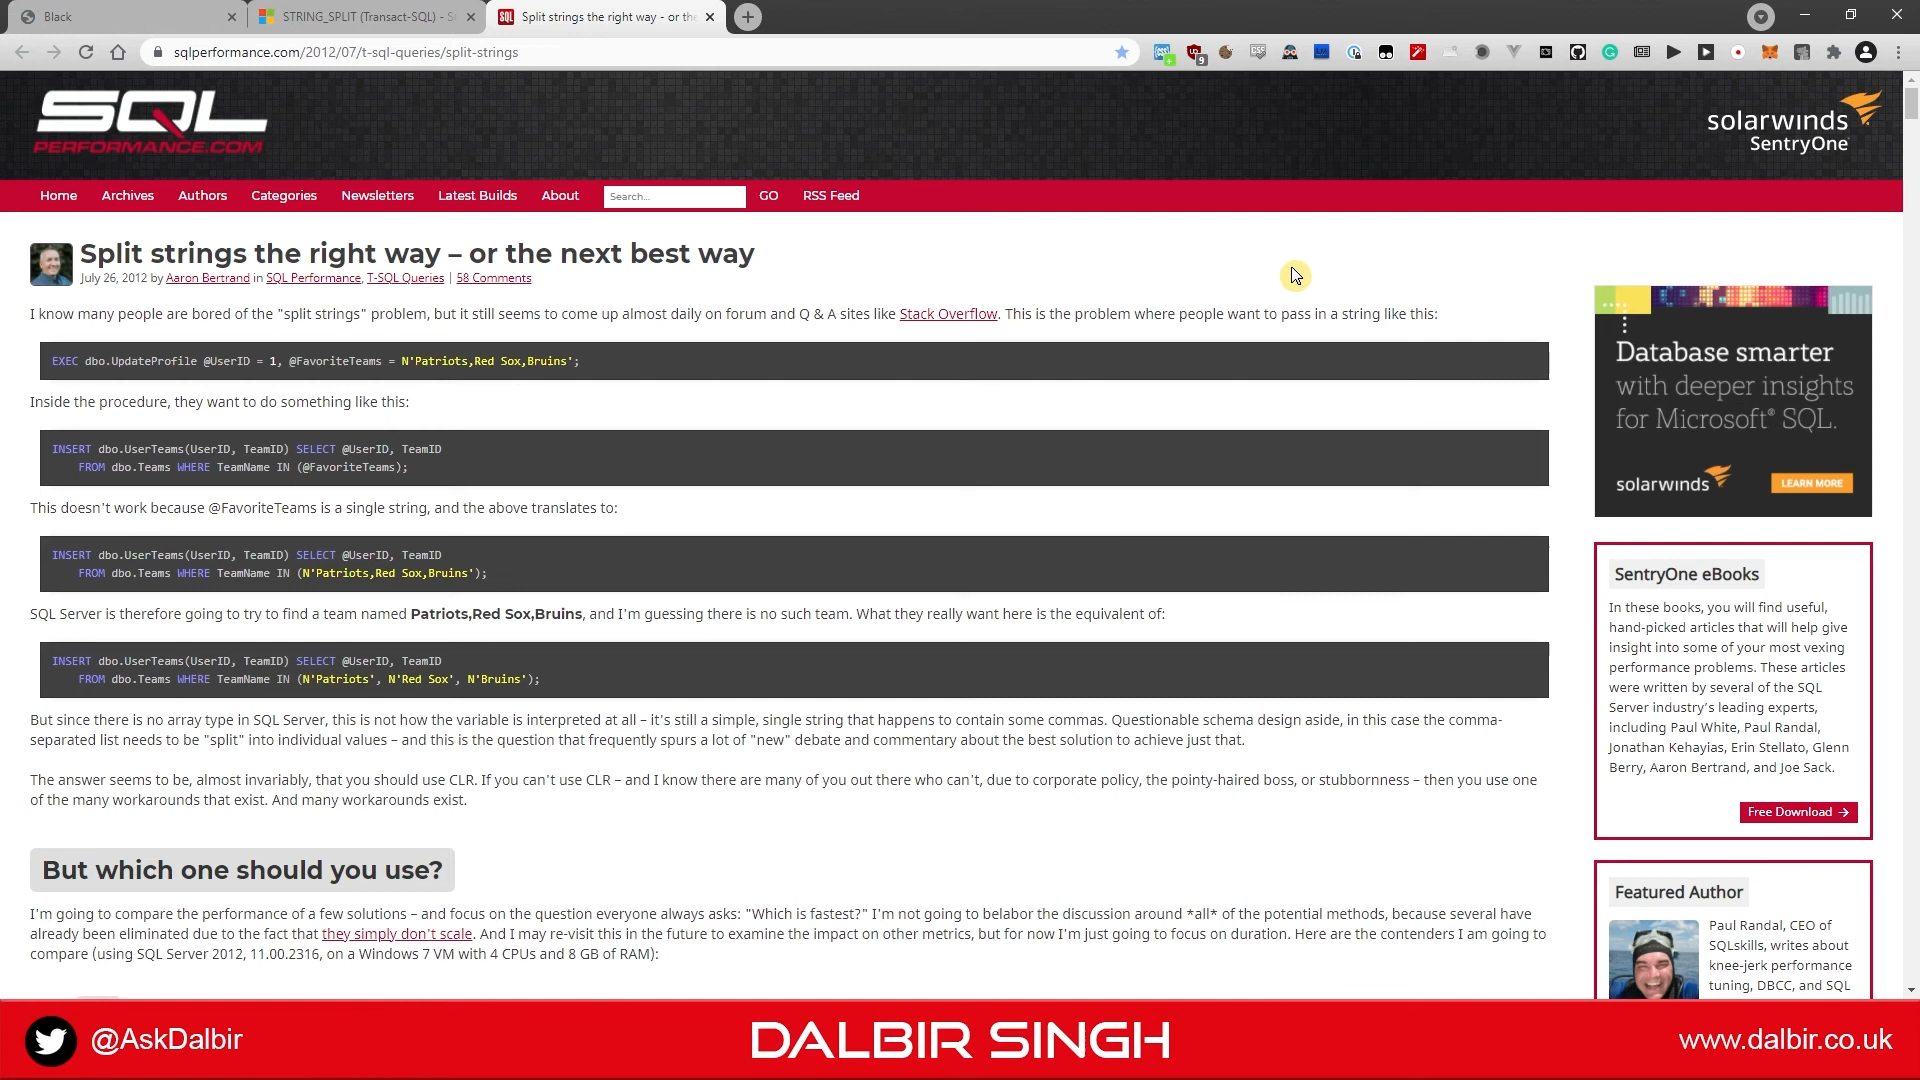 Black
STRING_SPLIT (Transact-SQL) - S
Split strings the right way - or the
sqlperformance.com/2012/07/t-sql-queries/split-strings
9
SQL
PERFORMANCE.COM
solarwinds
SentryOne
Home Archives Authors Categories Newsletters Latest Builds About Search... GO RSS Feed
Split strings the right way – or the next best way
July 26, 2012 by Aaron Bertrand in SQL Performance, T-SQL Queries | 58 Comments
I know many people are bored of the "split strings" problem, but it still seems to come up almost daily on forum and Q & A sites like Stack Overflow. This is the problem where people want to pass in a string like this:
EXEC dbo.UpdateProfile @UserID = 1, @FavoriteTeams = N'Patriots,Red Sox,Bruins';
Inside the procedure, they want to do something like this:
INSERT dbo.UserTeams(UserID, TeamID) SELECT @UserID, TeamID
FROM dbo.Teams WHERE TeamName IN (@FavoriteTeams);
This doesn't work because @FavoriteTeams is a single string, and the above translates to:
INSERT dbo.UserTeams(UserID, TeamID) SELECT @UserID, TeamID
FROM dbo.Teams WHERE TeamName IN (N'Patriots,Red Sox,Bruins');
SQL Server is therefore going to try to find a team named Patriots,Red Sox,Bruins, and I'm guessing there is no such team. What they really want here is the equivalent of:
INSERT dbo.UserTeams(UserID, TeamID) SELECT @UserID, TeamID
FROM dbo.Teams WHERE TeamName IN (N'Patriots', N'Red Sox', N'Bruins');
But since there is no array type in SQL Server, this is not how the variable is interpreted at all – it's still a simple, single string that happens to contain some commas. Questionable schema design aside, in this case the comma-
separated list needs to be "split" into individual values – and this is the question that frequently spurs a lot of "new" debate and commentary about the best solution to achieve just that.
The answer seems to be, almost invariably, that you should use CLR. If you can't use CLR – and I know there are many of you out there who can't, due to corporate policy, the pointy-haired boss, or stubbornness – then you use one
of the many workarounds that exist. And many workarounds exist.
But which one should you use?
I'm going to compare the performance of a few solutions – and focus on the question everyone always asks: "Which is fastest?" I'm not going to belabor the discussion around *all* of the potential methods, because several have
already been eliminated due to the fact that they simply don't scale. And I may re-visit this in the future to examine the impact on other metrics, but for now I'm just going to focus on duration. Here are the contenders I am going to
compare (using SQL Server 2012, 11.00.2316, on a Windows 7 VM with 4 CPUs and 8 GB of RAM):
Database smarter
with deeper insights
for Microsoft® SQL.
solarwinds
LEARN MORE
SentryOne eBooks
In these books, you will find useful,
hand-picked articles that will help give
insight into some of your most vexing
performance problems. These articles
were written by several of the SQL
Server industry's leading experts,
including Paul White, Paul Randal,
Jonathan Kehayias, Erin Stellato, Glenn
Berry, Aaron Bertrand, and Joe Sack.
Free Download →
Featured Author
Paul Randal, CEO of
SQLskills, writes about
knee-jerk performance
tuning, DBCC, and SQL
@AskDalbir
DALBIR SINGH
www.dalbir.co.uk